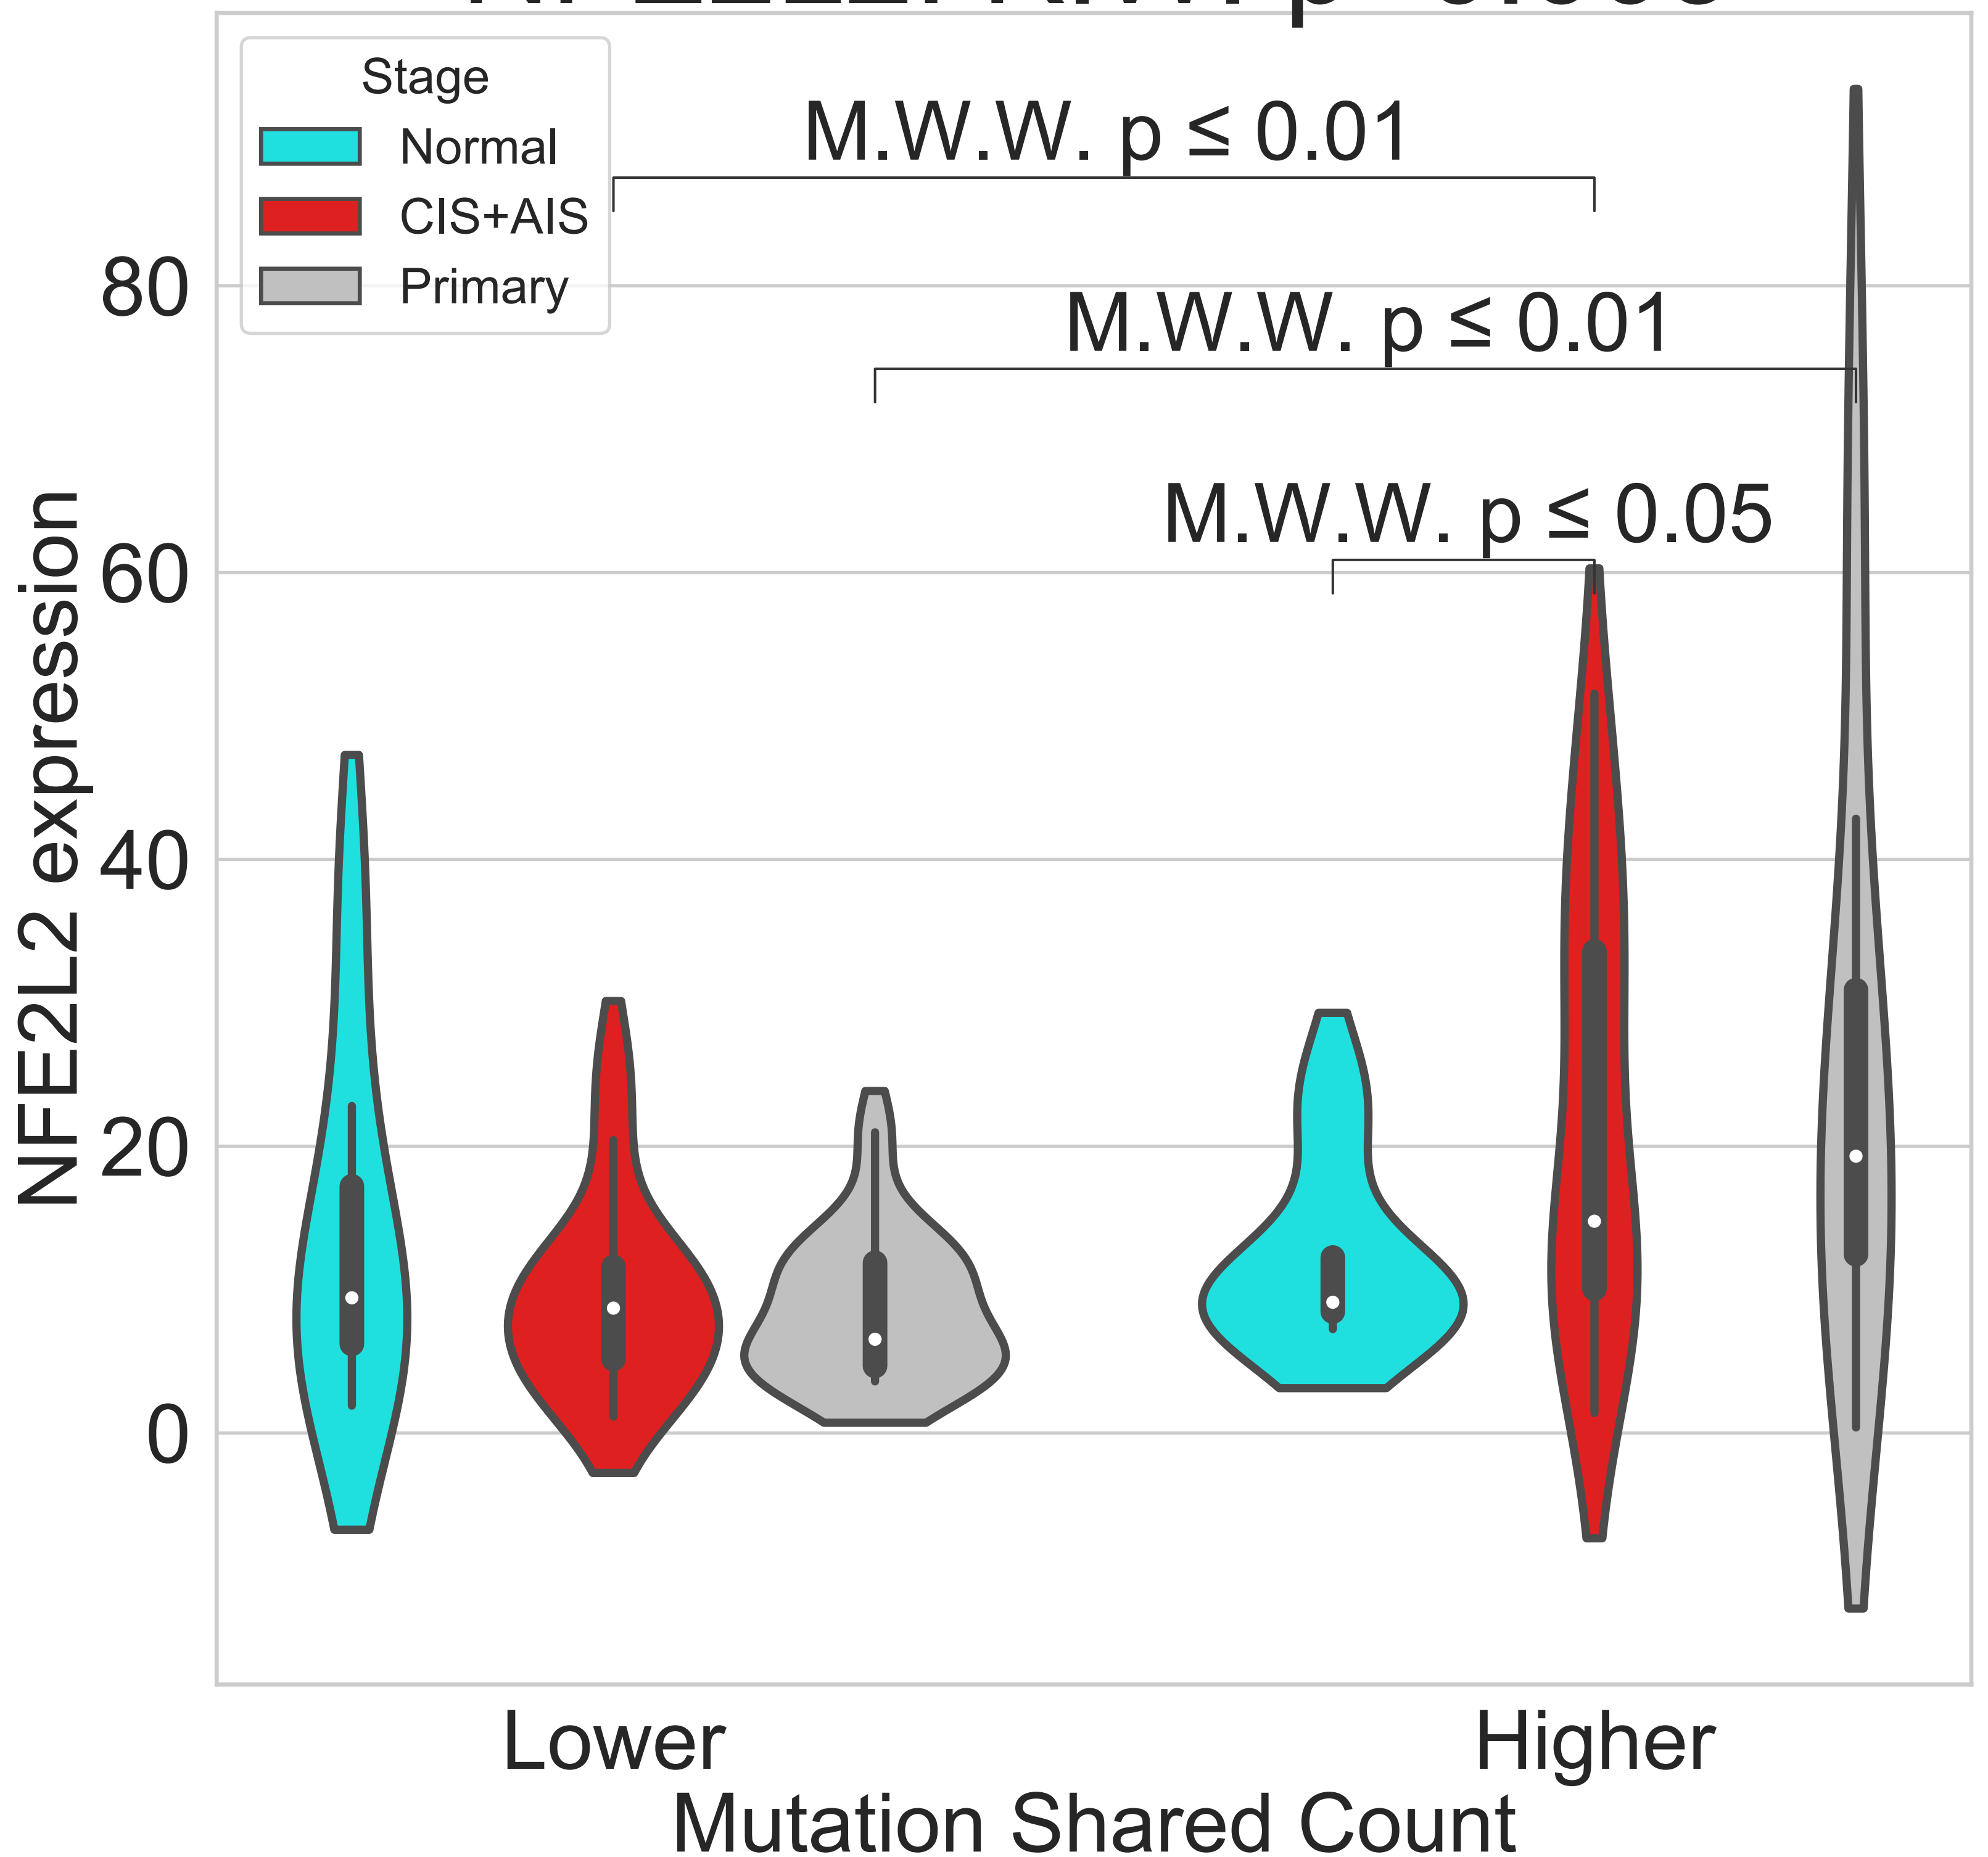 Stage
Normal
CIS+AIS
Primary
M.W.W. p ≤ 0.01
M.W.W. p ≤ 0.01
M.W.W. p ≤ 0.05
80
60
40
20
0
NFE2L2 expression
Lower
Higher
Mutation Shared Count